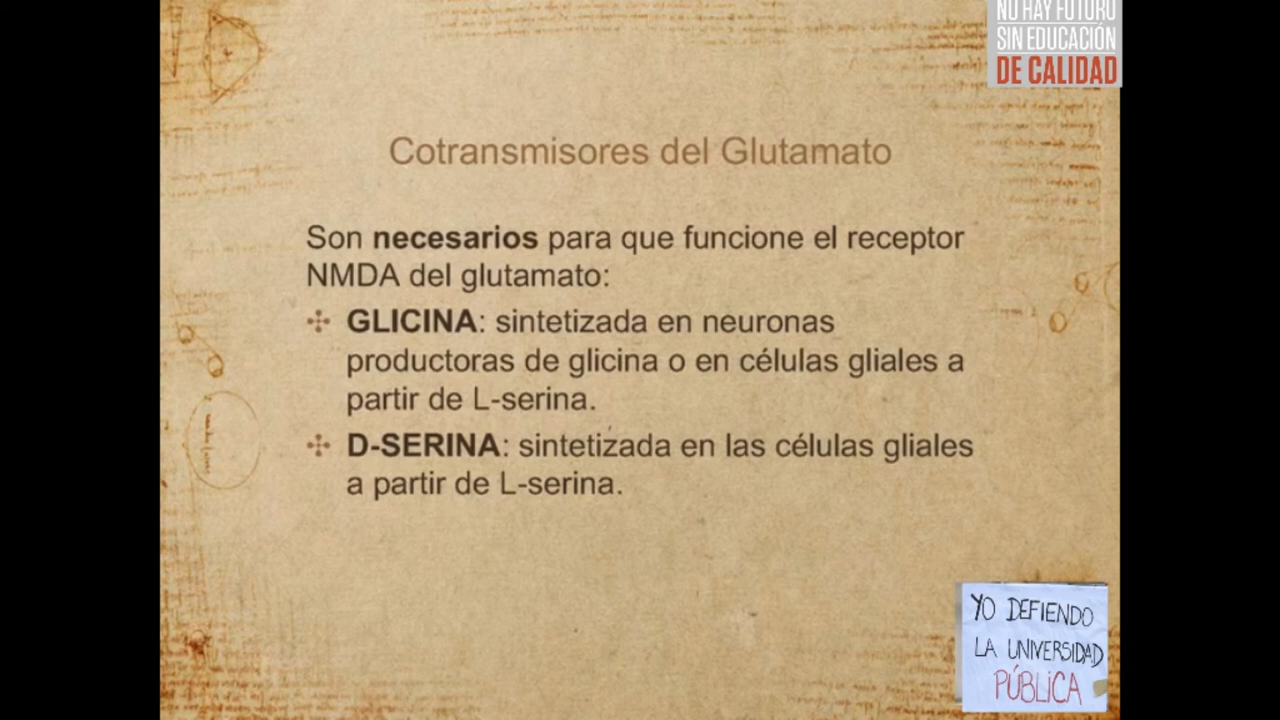 NO HAY FUTURO
SIN EDUCACIÓN
DE CALIDAD
Cotransmisores del Glutamato
Son necesarios para que funcione el receptor
NMDA del glutamato:
GLICINA: sintetizada en neuronas
productoras de glicina o en células gliales a
partir de L-serina.
D-SERINA: sintetizada en las células gliales
a partir de L-serina.
YO DEFIENDO
LA UNIVERSIDAD
PÚBLICA